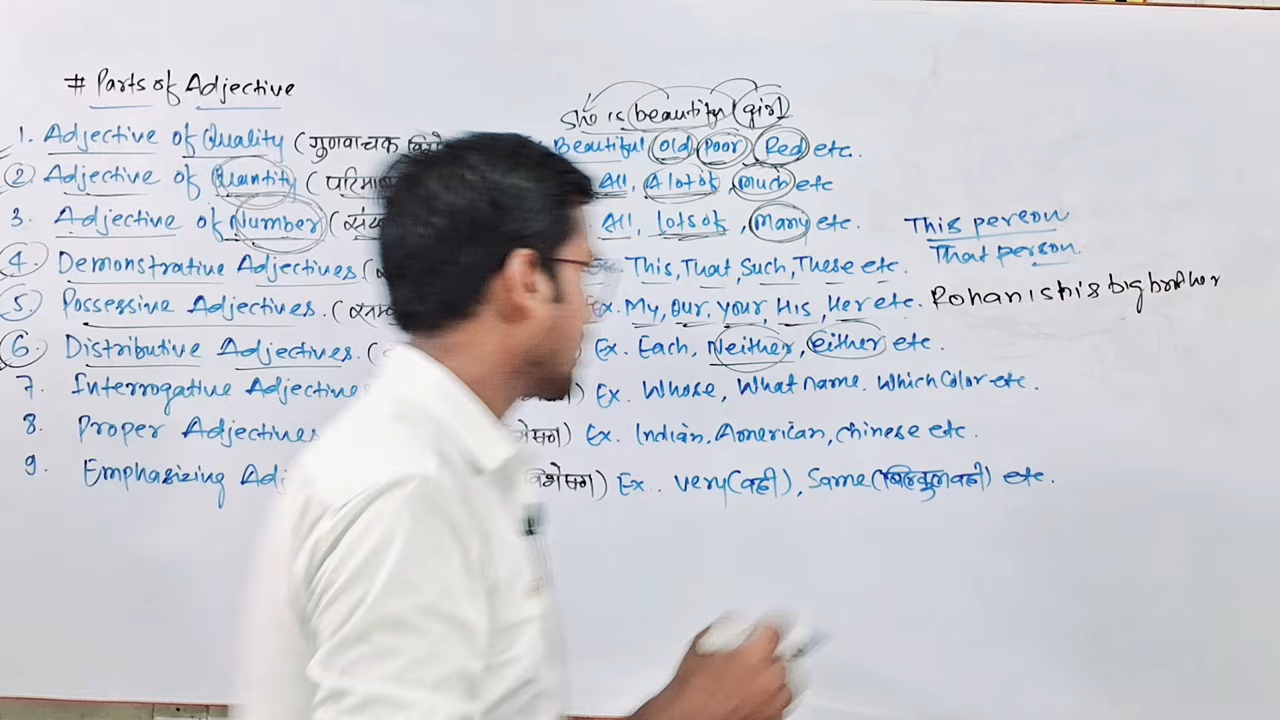 # Parts of Adjective
She is beautify girl
1. Adjective of Quality (गुणवाचक Beautiful Old Poor Red etc.
2. Adjective of Quantity ( All, A lot of, Much etc
3. Adjective of Number ( All, lots of, Many etc.
This person
That person
4. Demonstrative Adjectives ( This, That, Such, These etc.
5. Possessive Adjectives. ( Ex. My, Our, your, His, Her etc. Rohan is his big brother
6. Distributive Adjectives. ( Ex. Each, Neither, either etc.
7. Interrogative Ex. Whose, What name. Which Color etc.
8. Proper Adjectives Ex. Indian, American, Chinese etc.
9. Emphasizing Ex. very (वही), Same (बिल्कुल वही) etc.